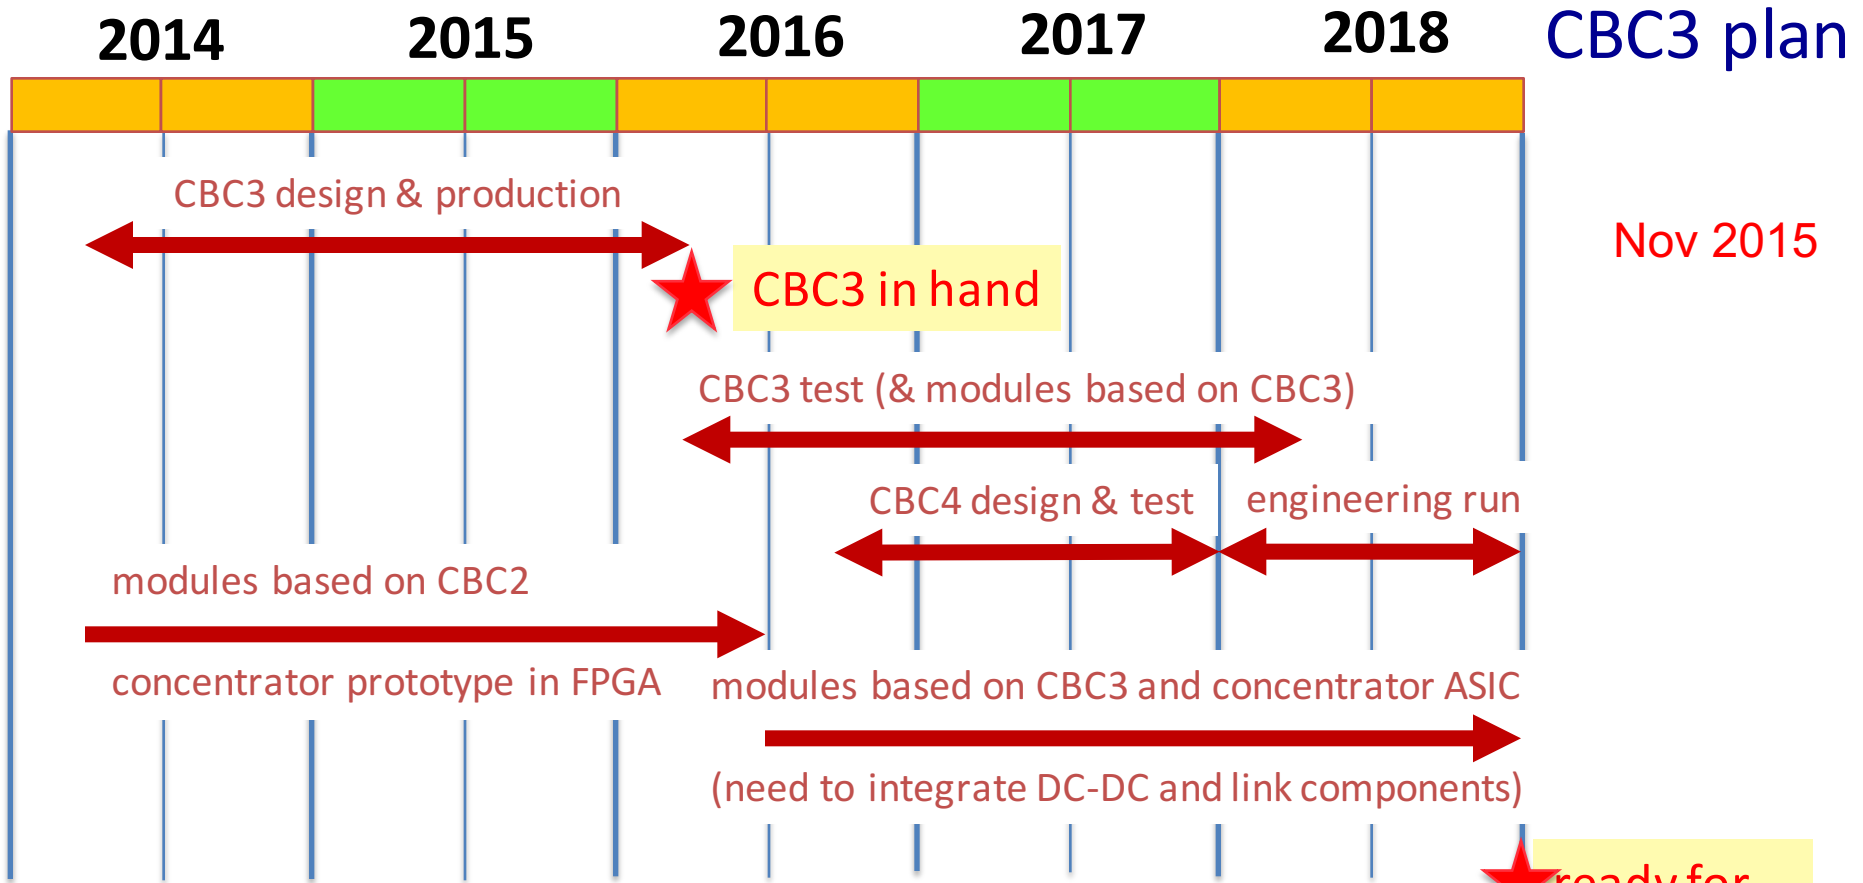 2014 2015 2016 2017 2018 CBC3 plan
CBC3 design & production
Nov 2015
CBC3 in hand
CBC3 test (& modules based on CBC3)
CBC4 design & test engineering run
modules based on CBC2
concentrator prototype in FPGA modules based on CBC3 and concentrator ASIC
(need to integrate DC-DC and link components)
ready for